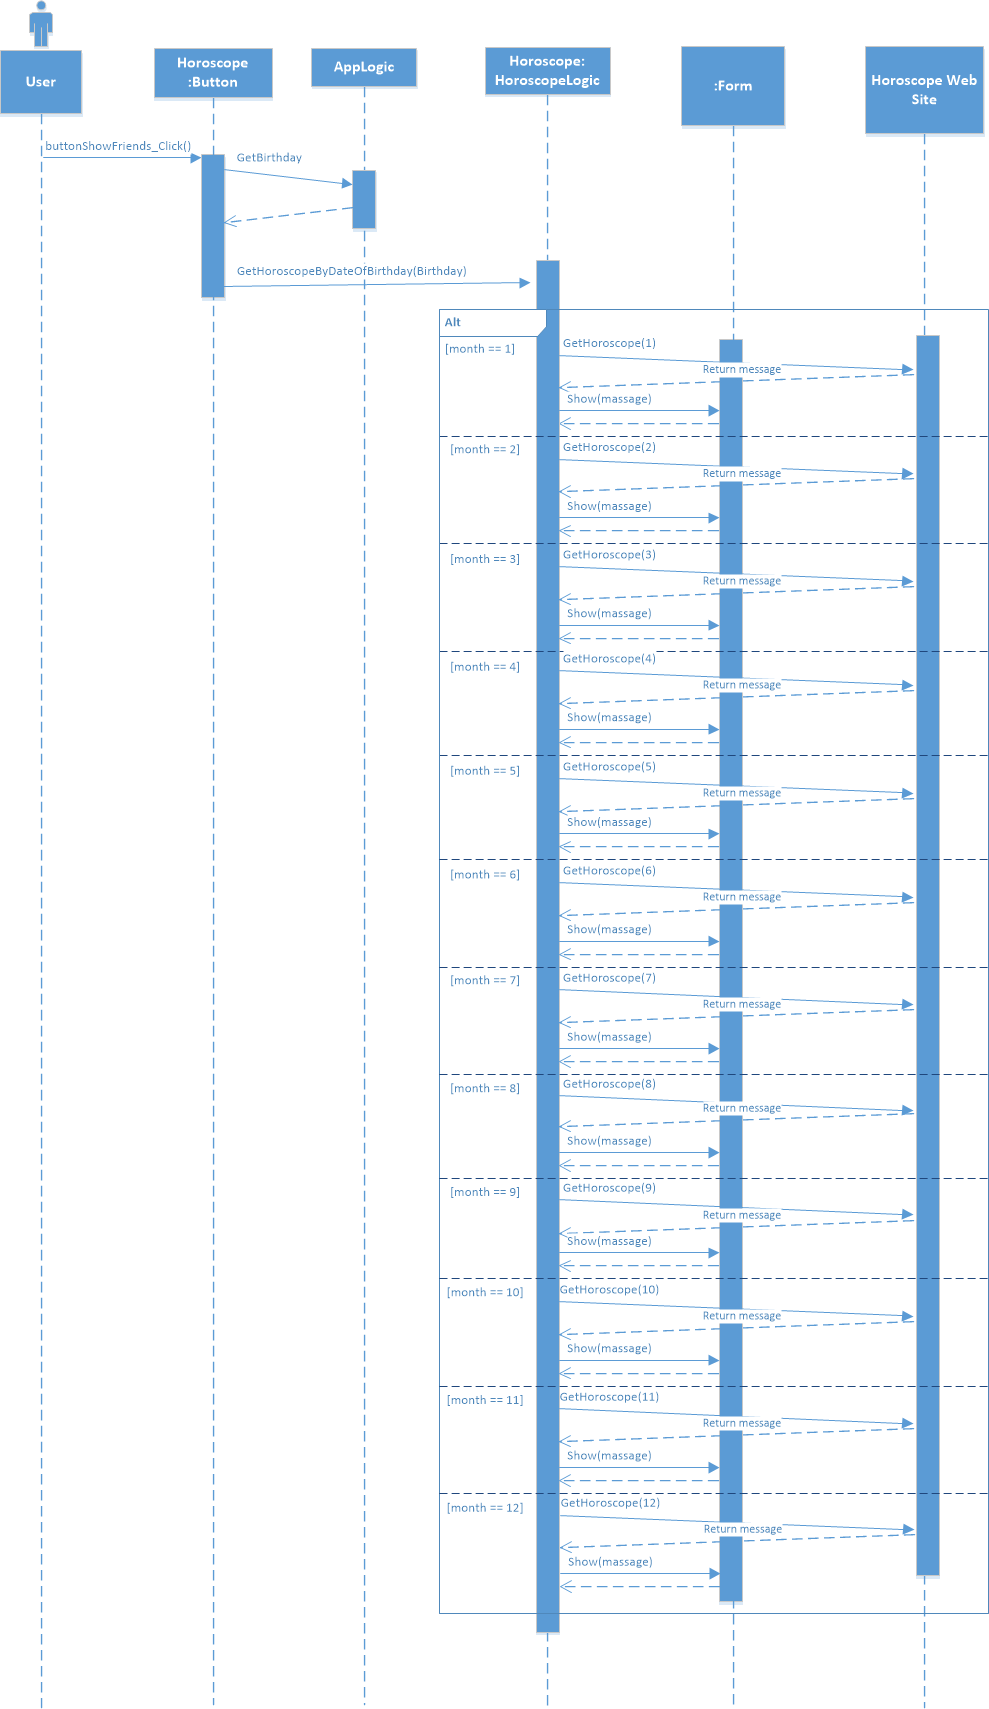 User
Horoscope
:Button
AppLogic
Horoscope:
HoroscopeLogic
:Form
Horoscope Web
Site
buttonShowFriends_Click()
GetBirthday
GetHoroscopeByDateOfBirthday(Birthday)
Alt
[month == 1]
GetHoroscope(1)
Return message
Show(massage)
[month == 2]
GetHoroscope(2)
Return message
Show(massage)
[month == 3]
GetHoroscope(3)
Return message
Show(massage)
[month == 4]
GetHoroscope(4)
Return message
Show(massage)
[month == 5]
GetHoroscope(5)
Return message
Show(massage)
[month == 6]
GetHoroscope(6)
Return message
Show(massage)
[month == 7]
GetHoroscope(7)
Return message
Show(massage)
[month == 8]
GetHoroscope(8)
Return message
Show(massage)
[month == 9]
GetHoroscope(9)
Return message
Show(massage)
[month == 10]
GetHoroscope(10)
Return message
Show(massage)
[month == 11]
GetHoroscope(11)
Return message
Show(massage)
[month == 12]
GetHoroscope(12)
Return message
Show(massage)